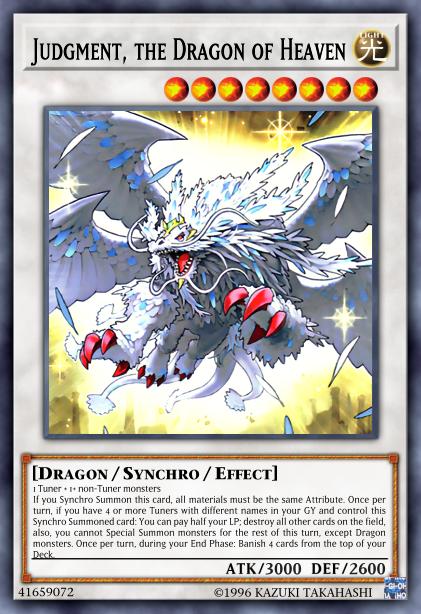 JUDGMENT, THE DRAGON OF HEAVEN
LIGHT
光
[DRAGON / SYNCHRO / EFFECT]
1 Tuner + 1+ non-Tuner monsters
If you Synchro Summon this card, all materials must be the same Attribute. Once per
turn, if you have 4 or more Tuners with different names in your GY and control this
Synchro Summoned card: You can pay half your LP; destroy all other cards on the field,
also, you cannot Special Summon monsters for the rest of this turn, except Dragon
monsters. Once per turn, during your End Phase: Banish 4 cards from the top of your
Deck.
ATK/3000 DEF/2600
41659072
©1996 KAZUKI TAKAHASHI